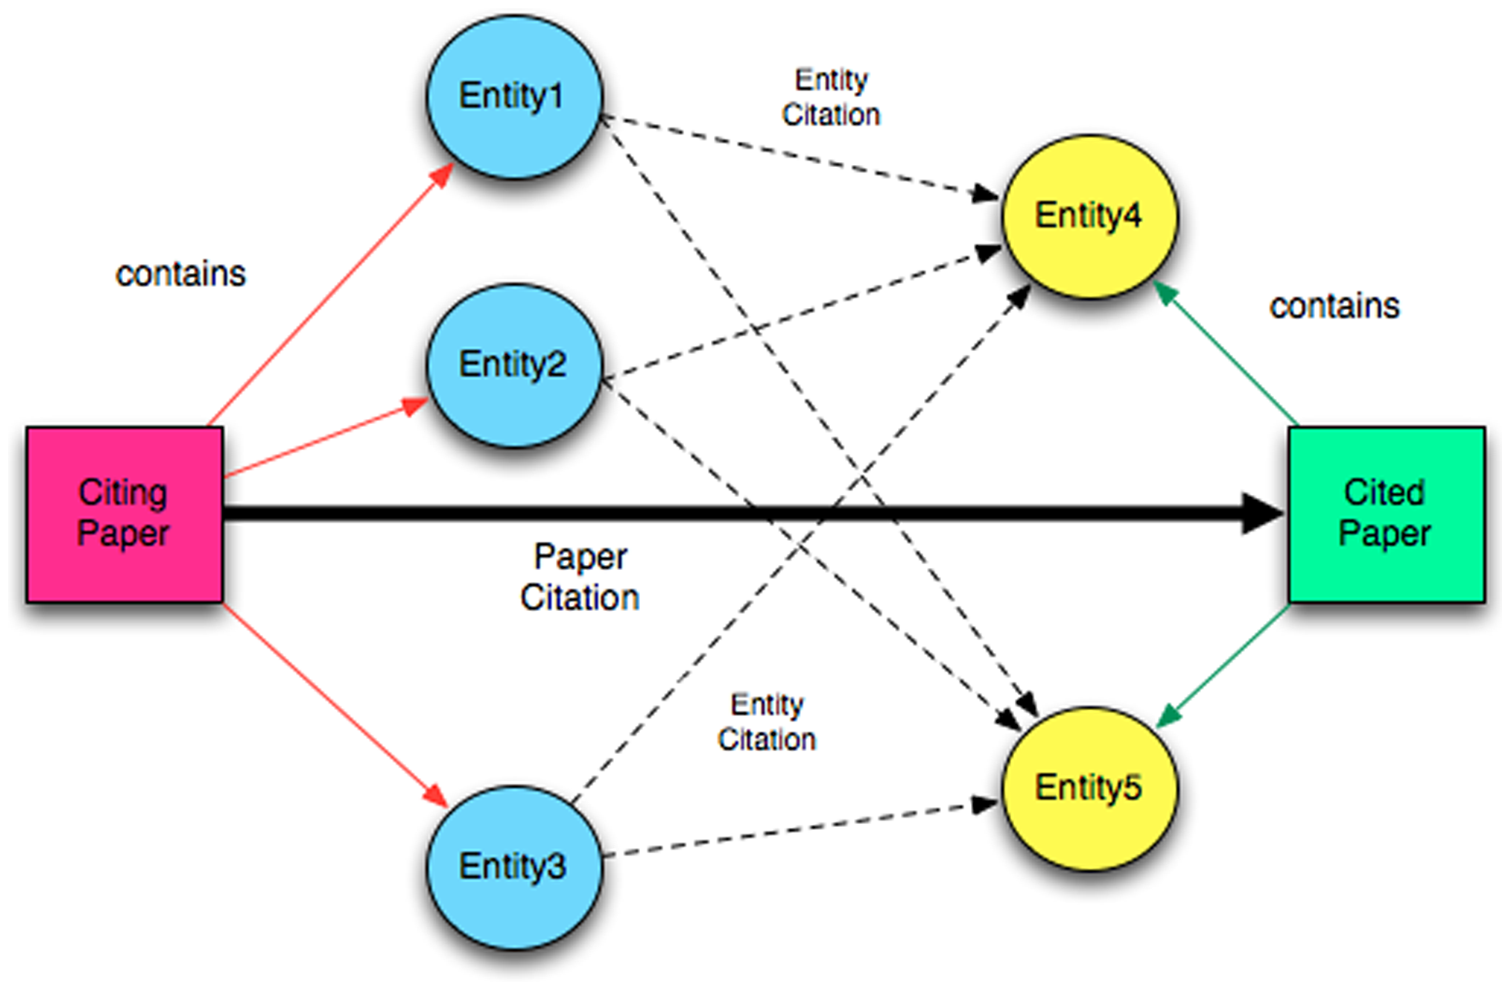 Entity1
Entity
Citation
Entity4
contains
contains
Entity2
Citing
Paper
Cited
Paper
Paper
Citation
Entity
Citation
Entity5
Entity3